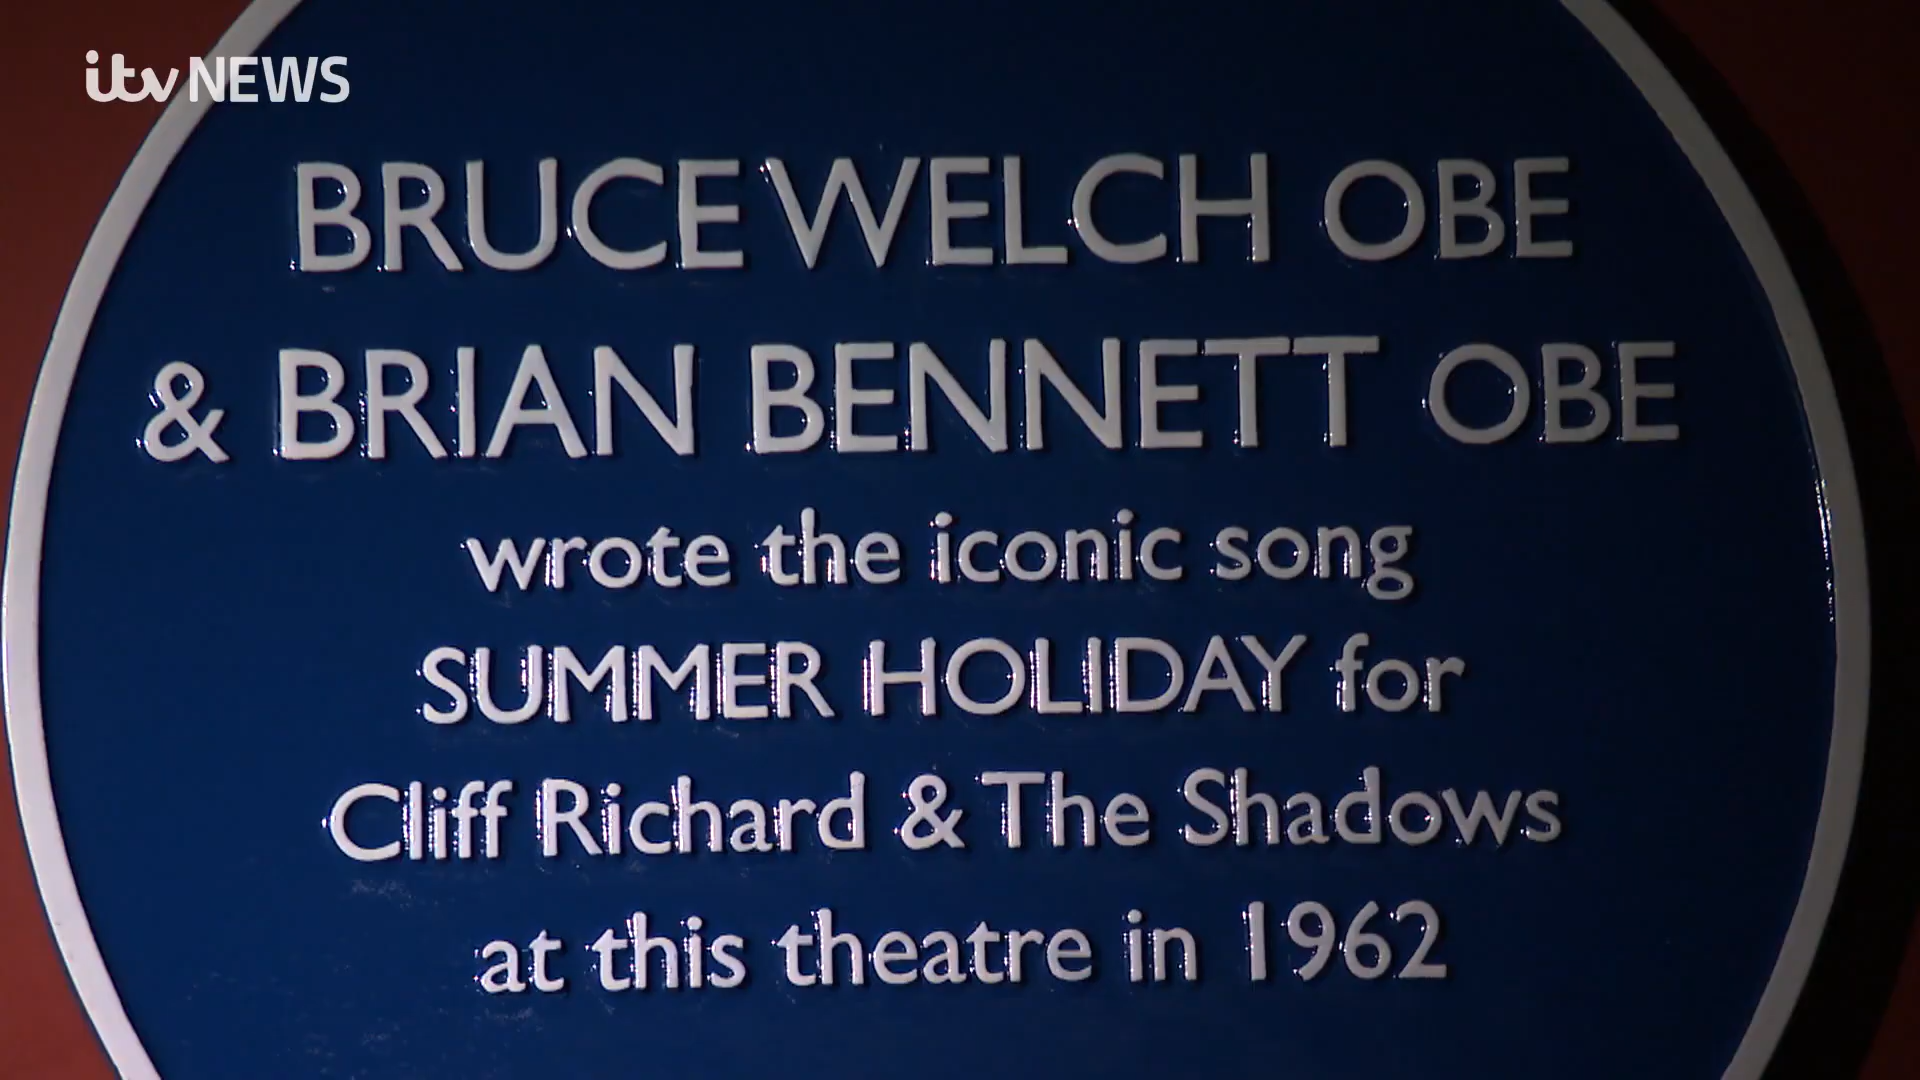 itv NEWS
BRUCE WELCH OBE
& BRIAN BENNETT OBE
wrote the iconic song
SUMMER HOLIDAY for
Cliff Richard & The Shadows
at this theatre in 1962